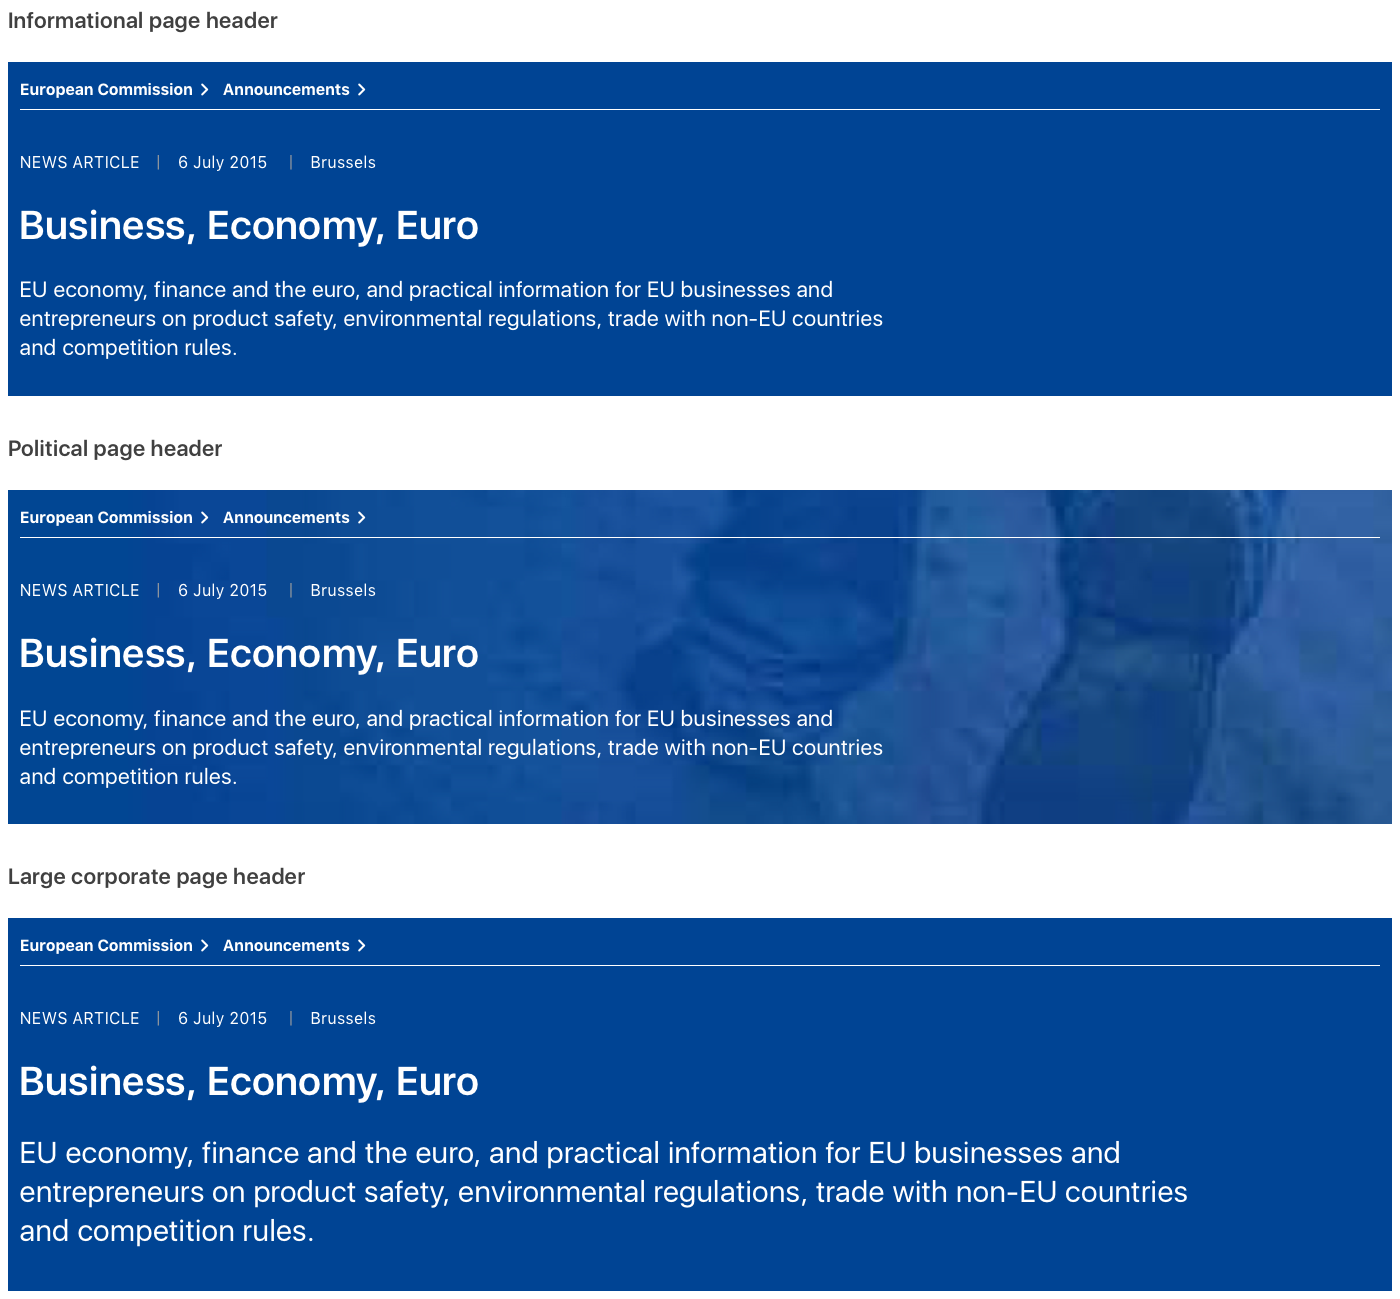 Informational page header
European Commission > Announcements >
NEWS ARTICLE | 6 July 2015 | Brussels
Business, Economy, Euro
EU economy, finance and the euro, and practical information for EU businesses and
entrepreneurs on product safety, environmental regulations, trade with non-EU countries
and competition rules.
Political page header
European Commission > Announcements >
NEWS ARTICLE | 6 July 2015 | Brussels
Business, Economy, Euro
EU economy, finance and the euro, and practical information for EU businesses and
entrepreneurs on product safety, environmental regulations, trade with non-EU countries
and competition rules.
Large corporate page header
European Commission > Announcements >
NEWS ARTICLE | 6 July 2015 | Brussels
Business, Economy, Euro
EU economy, finance and the euro, and practical information for EU businesses and
entrepreneurs on product safety, environmental regulations, trade with non-EU countries
and competition rules.